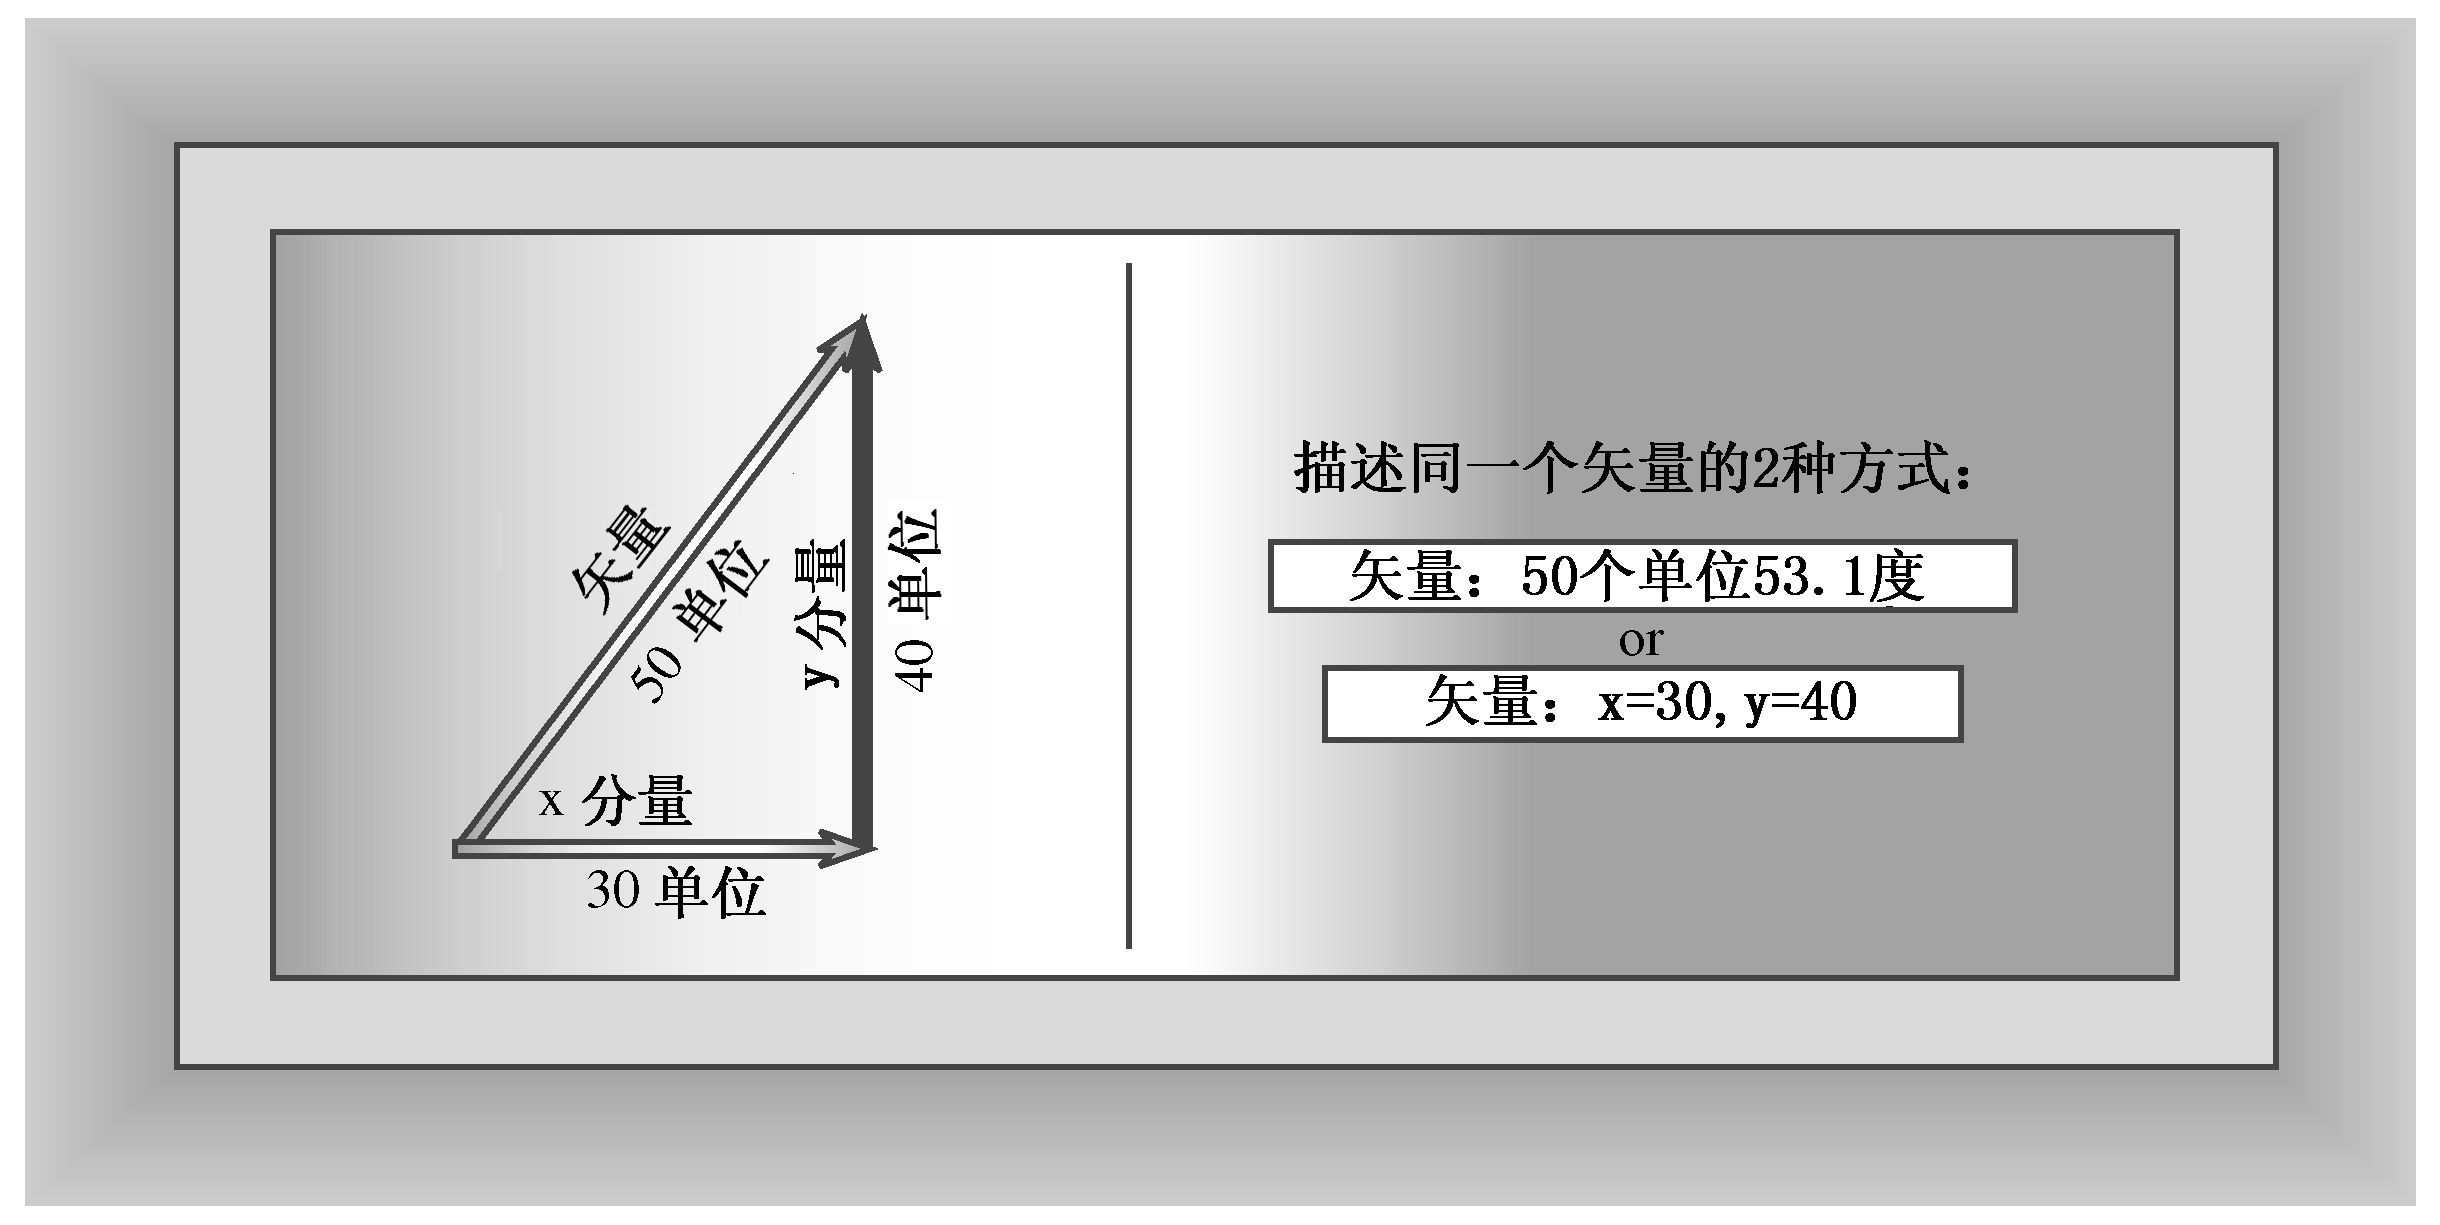 矢量
50 单位
y 分量
40 单位
x 分量
30 单位
描述同一个矢量的2种方式：
矢量：50个单位53.1度
or
矢量：x=30, y=40